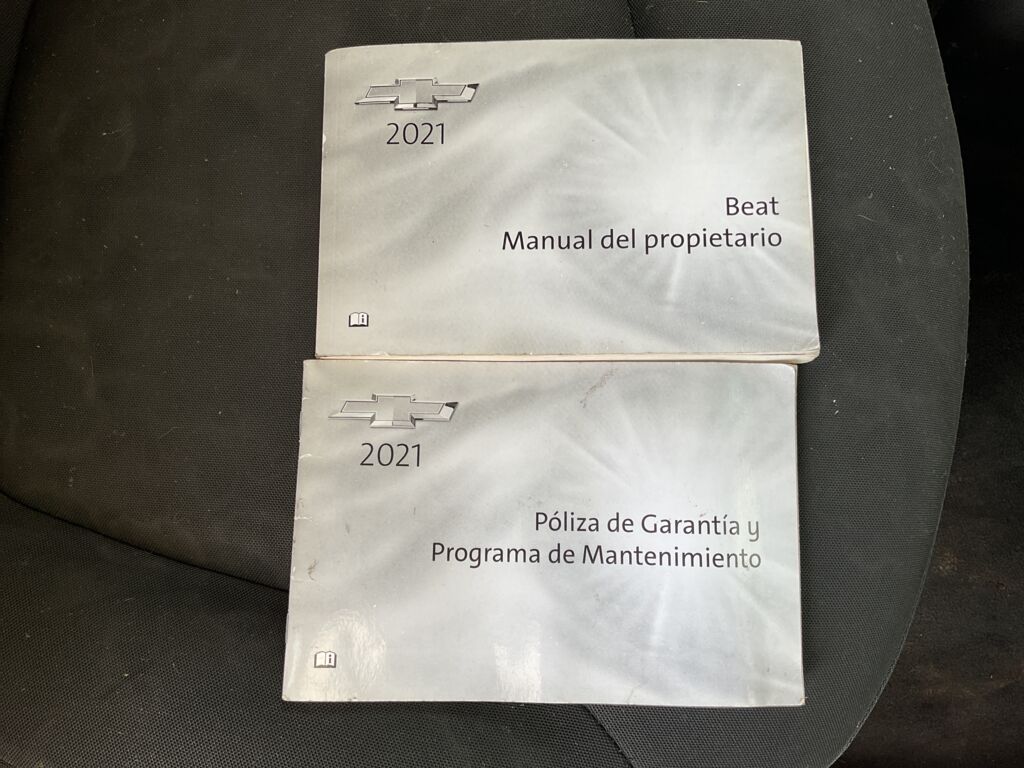 2021
Beat
Manual del propietario
2021
Póliza de Garantía y
Programa de Mantenimiento